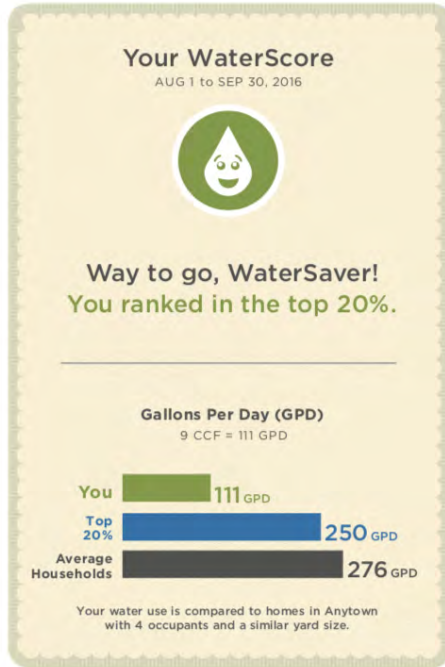 Your WaterScore
AUG 1 to SEP 30, 2016
Way to go, WaterSaver!
You ranked in the top 20%.
Gallons Per Day (GPD)
9 CCF = 111 GPD
You 111 GPD
Top
20% 250 GPD
Average
Households 276 GPD
Your water use is compared to homes in Anytown
with 4 occupants and a similar yard size.